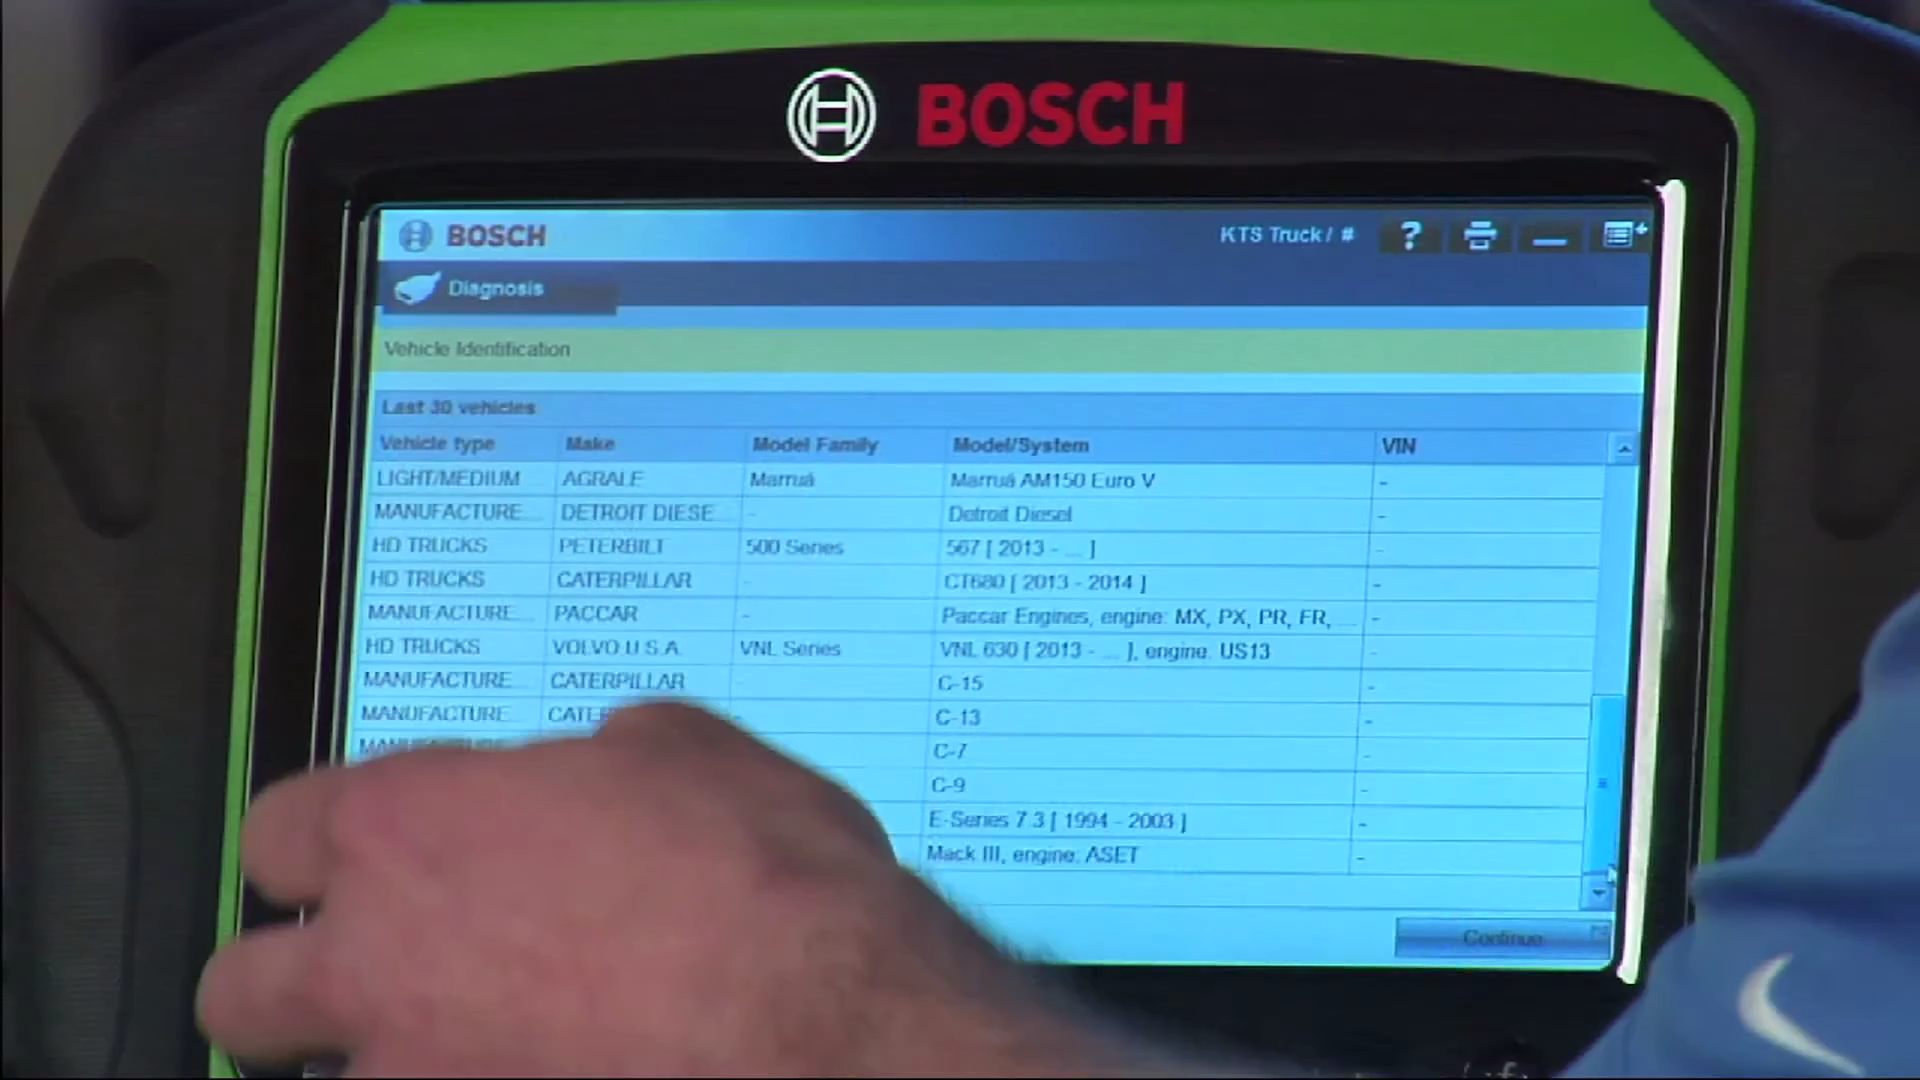 BOSCH
BOSCH KTS Truck / # ?
Diagnosis
Vehicle Identification
Last 30 vehicles
Vehicle type Make Model Family Model/System VIN
LIGHT/MEDIUM AGRALE Marruá Marruá AM150 Euro V -
MANUFACTURE... DETROIT DIESE... - Detroit Diesel -
HD TRUCKS PETERBILT 500 Series 567 [ 2013 - ... ] -
HD TRUCKS CATERPILLAR - CT680 [ 2013 - 2014 ] -
MANUFACTURE... PACCAR - Paccar Engines, engine: MX, PX, PR, FR, ... -
HD TRUCKS VOLVO U.S.A. VNL Series VNL 630 [ 2013 - ... ], engine: US13 -
MANUFACTURE... CATERPILLAR - C-15 -
MANUFACTURE... C-13 -
C-7
C-9 -
E-Series 7.3 [ 1994 - 2003 ] -
Mack III, engine: ASET -
Continue